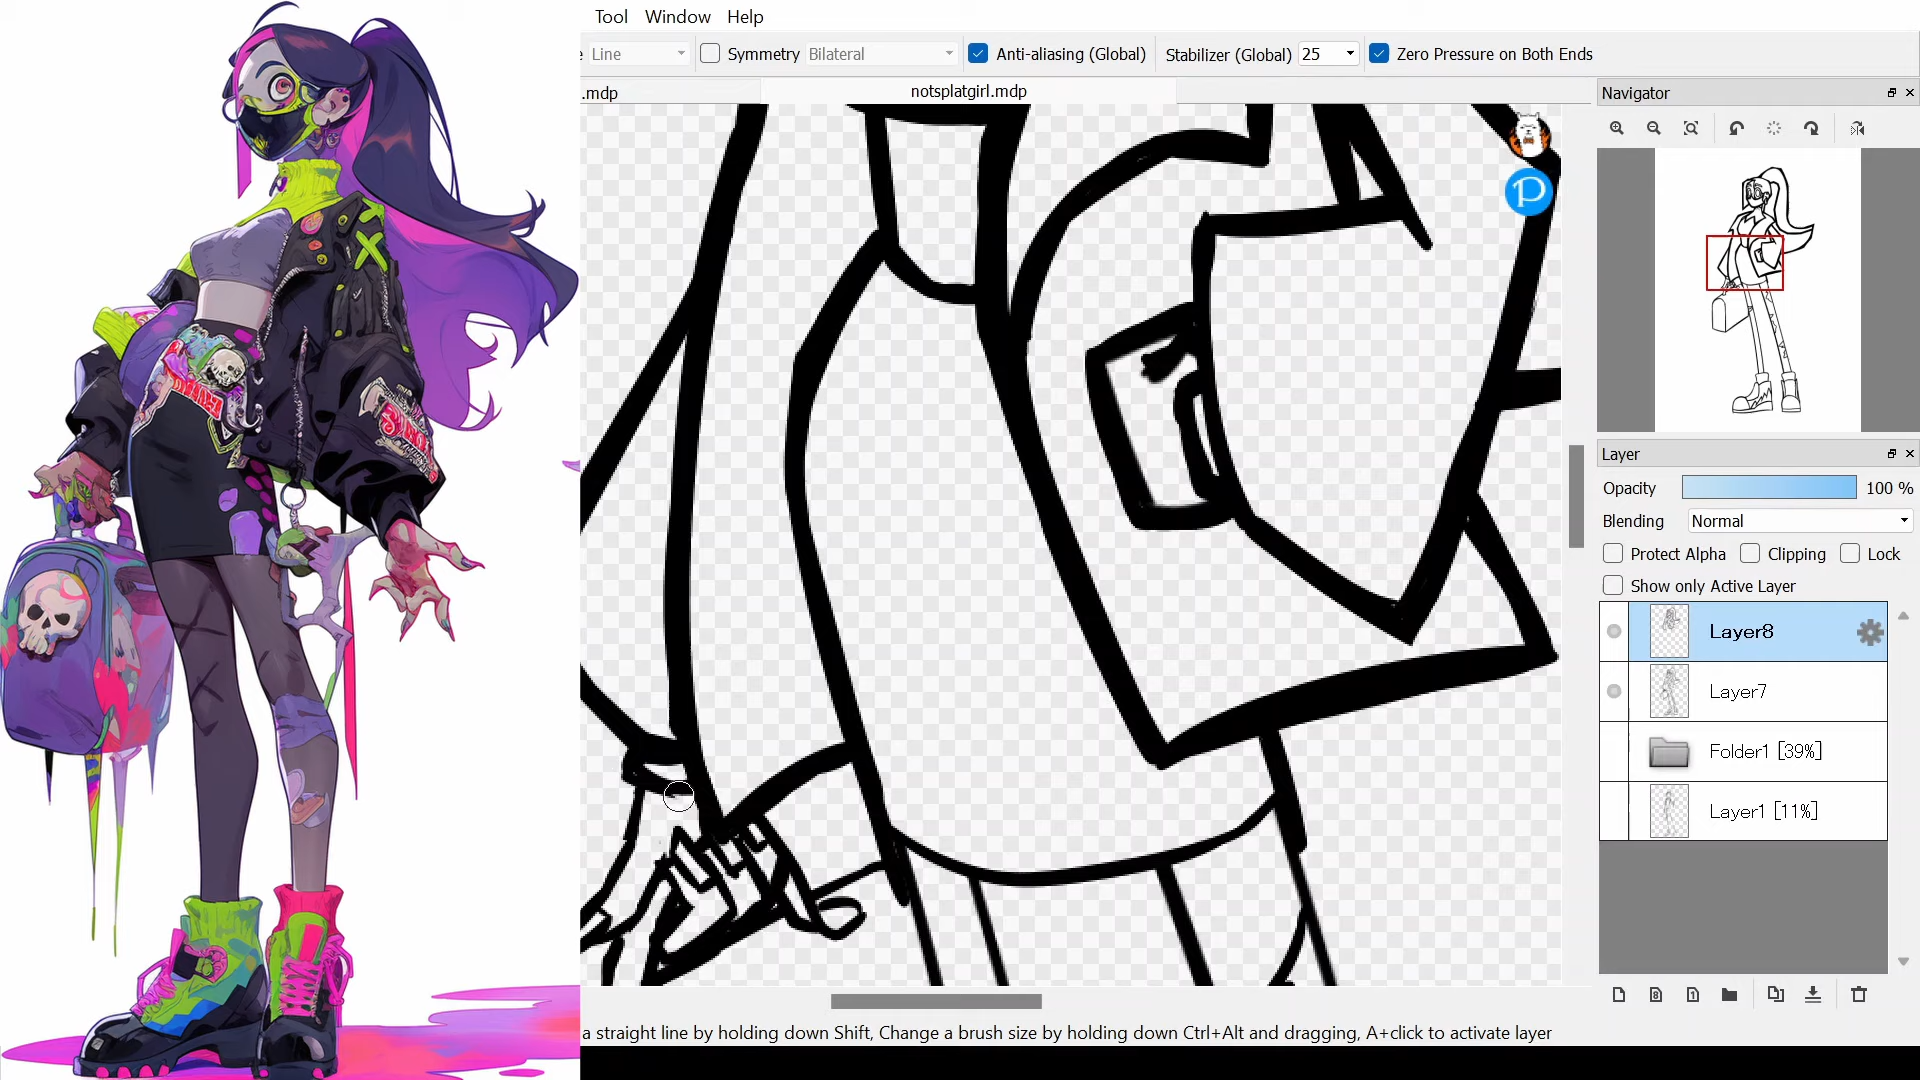 Tool Window Help
Line Symmetry Bilateral Anti-aliasing (Global) Stabilizer (Global) 25 Zero Pressure on Both Ends
.mdp notsplatgirl.mdp
Navigator
P
Layer
Opacity 100 %
Blending Normal
Protect Alpha Clipping Lock
Show only Active Layer
Layer8
Layer7
Folder1 [39%]
Layer1 [11%]
8 1
a straight line by holding down Shift, Change a brush size by holding down Ctrl+Alt and dragging, A+click to activate layer